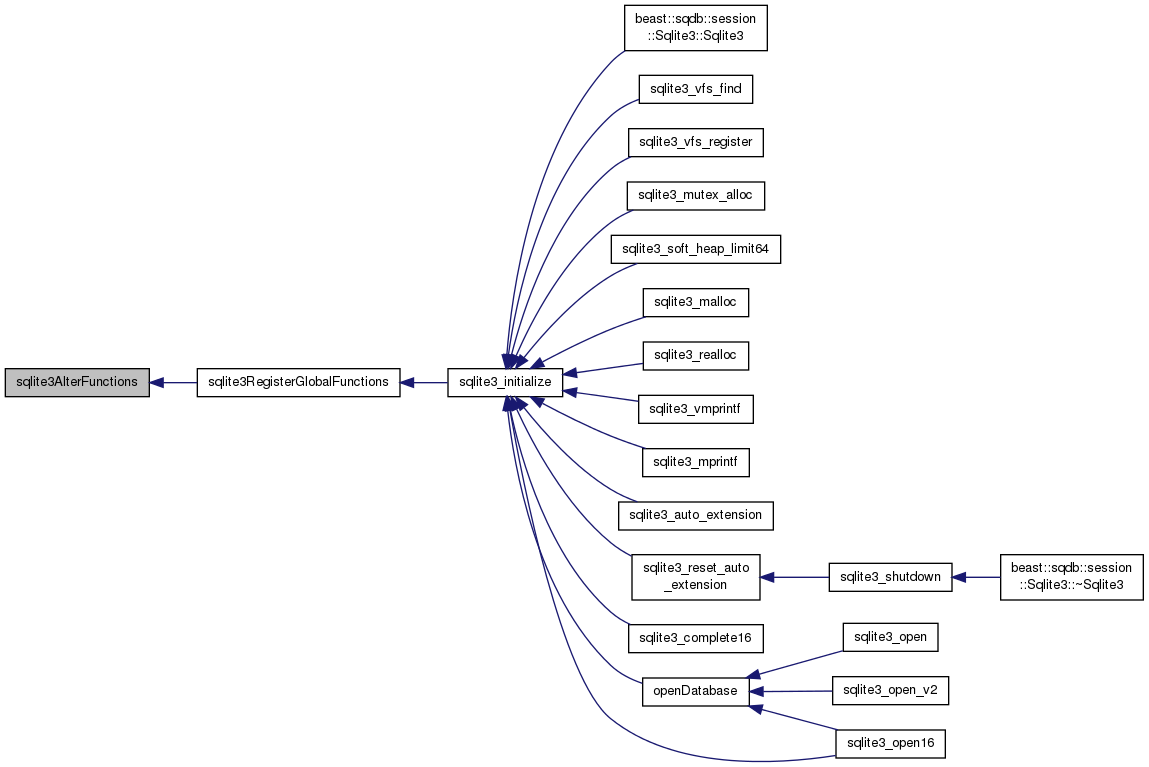 beast::sqdb::session
::Sqlite3::Sqlite3
sqlite3_vfs_find
sqlite3_vfs_register
sqlite3_mutex_alloc
sqlite3_soft_heap_limit64
sqlite3_malloc
sqlite3_realloc
sqlite3AlterFunctions
sqlite3RegisterGlobalFunctions
sqlite3_initialize
sqlite3_vmprintf
sqlite3_mprintf
sqlite3_auto_extension
sqlite3_reset_auto
_extension
sqlite3_shutdown
beast::sqdb::session
::Sqlite3::~Sqlite3
sqlite3_complete16
sqlite3_open
openDatabase
sqlite3_open_v2
sqlite3_open16